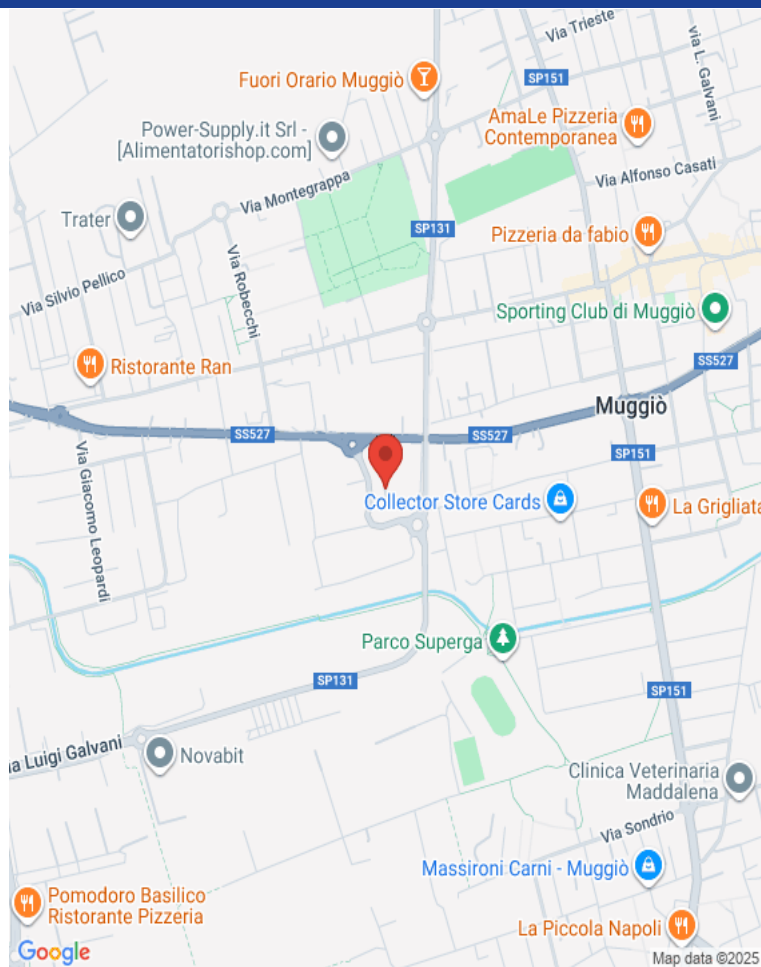 Via Trieste
via L. Galvani
Fuori Orario Muggiò
SP151
AmaLe Pizzeria
Contemporanea
Power-Supply.it Srl -
[Alimentatorishop.com]
Via Montegrappa
Via Alfonso Casati
Trater
SP131
Pizzeria da fabio
Via Silvio Pellico
Via Robecchi
Sporting Club di Muggiò
Ristorante Ran
SS527
Muggiò
SS527
SS527
SP151
Via Giacomo Leopardi
Collector Store Cards
La Grigliata
Parco Superga
SP131
SP151
ia Luigi Galvani
Novabit
Clinica Veterinaria
Maddalena
Via Sondrio
Massironi Carni - Muggiò
Pomodoro Basilico
Ristorante Pizzeria
La Piccola Napoli
Google
Map data ©2025